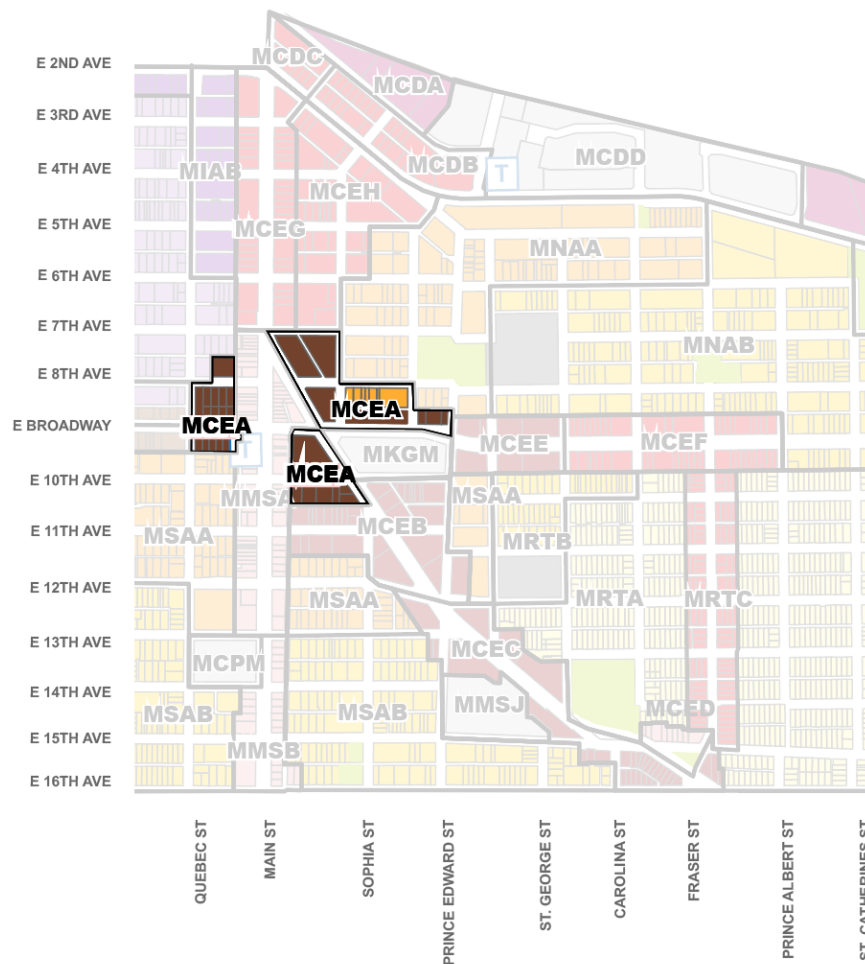 E 2ND AVE
MCDC
MCDA
E 3RD AVE
E 4TH AVE
MIAB
MCDB
T
MCDD
MCEH
E 5TH AVE
MCEG
MNAA
E 6TH AVE
E 7TH AVE
MNAB
E 8TH AVE
MCEA
MCEA
E BROADWAY
T
MKGM
MCEE
MCEF
MCEA
E 10TH AVE
MMSA
MSAA
MCEB
E 11TH AVE
MSAA
MRTB
E 12TH AVE
MSAA
MRTA
MRTC
E 13TH AVE
MCPM
MCEC
E 14TH AVE
MSAB
MSAB
MMSJ
MCED
E 15TH AVE
MMSB
E 16TH AVE
QUEBEC ST
MAIN ST
SOPHIA ST
PRINCE EDWARD ST
ST. GEORGE ST
CAROLINA ST
FRASER ST
PRINCE ALBERT ST
ST. CATHERINES ST